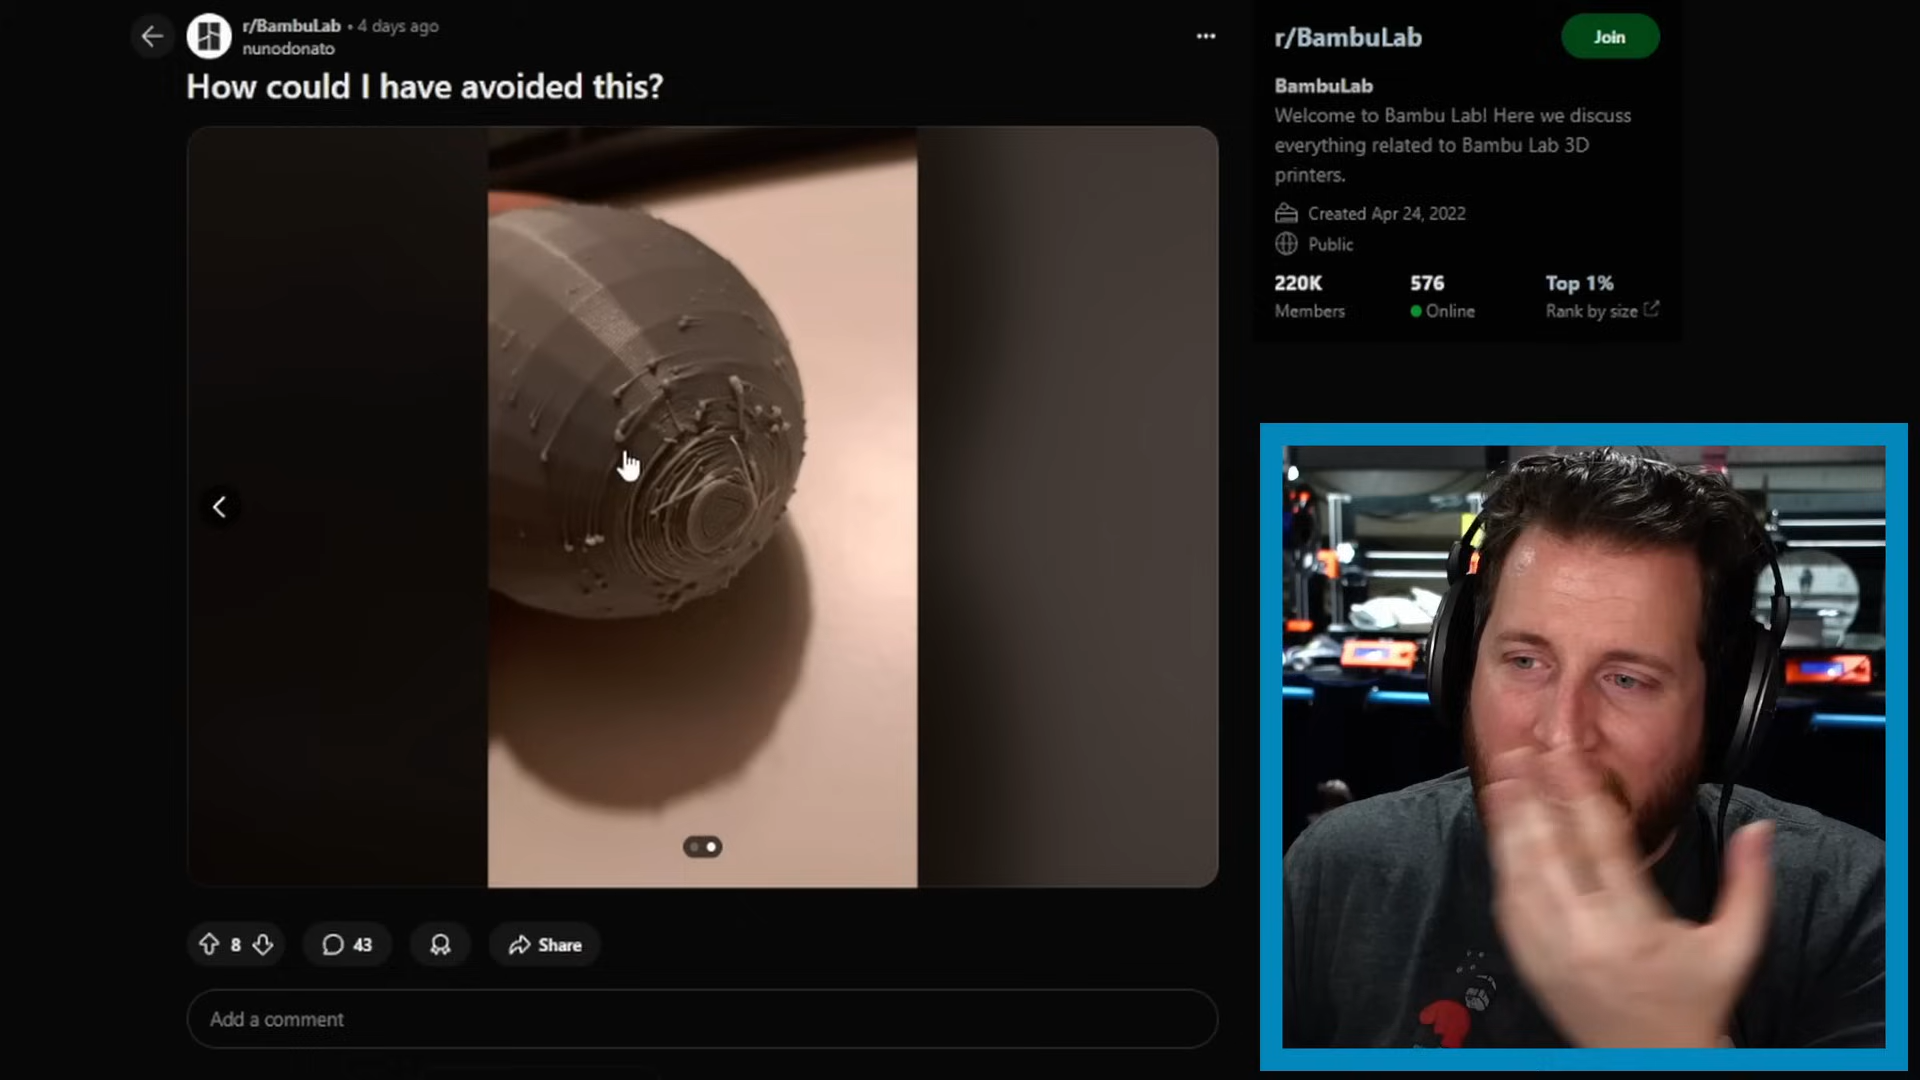 r/BambuLab • 4 days ago
nunodonato
How could I have avoided this?
8
43
Share
Add a comment
r/BambuLab
Join
BambuLab
Welcome to Bambu Lab! Here we discuss
everything related to Bambu Lab 3D
printers.
Created Apr 24, 2022
Public
220K 576 Top 1%
Members Online Rank by size